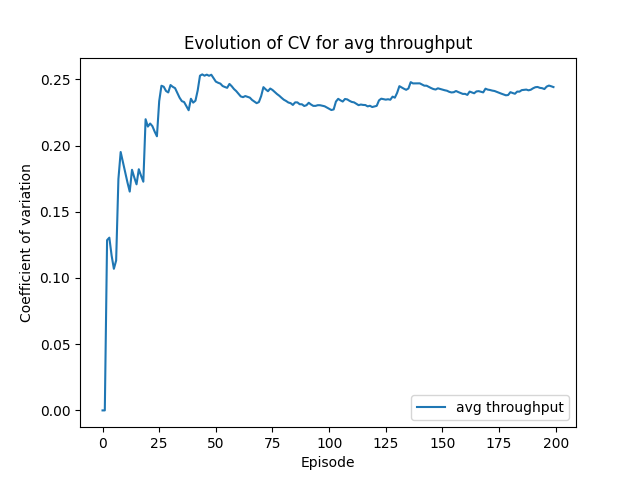 Evolution of CV for avg throughput
Coefficient of variation
0.25
0.20
0.15
0.10
0.05
0.00
avg throughput
0 25 50 75 100 125 150 175 200
Episode